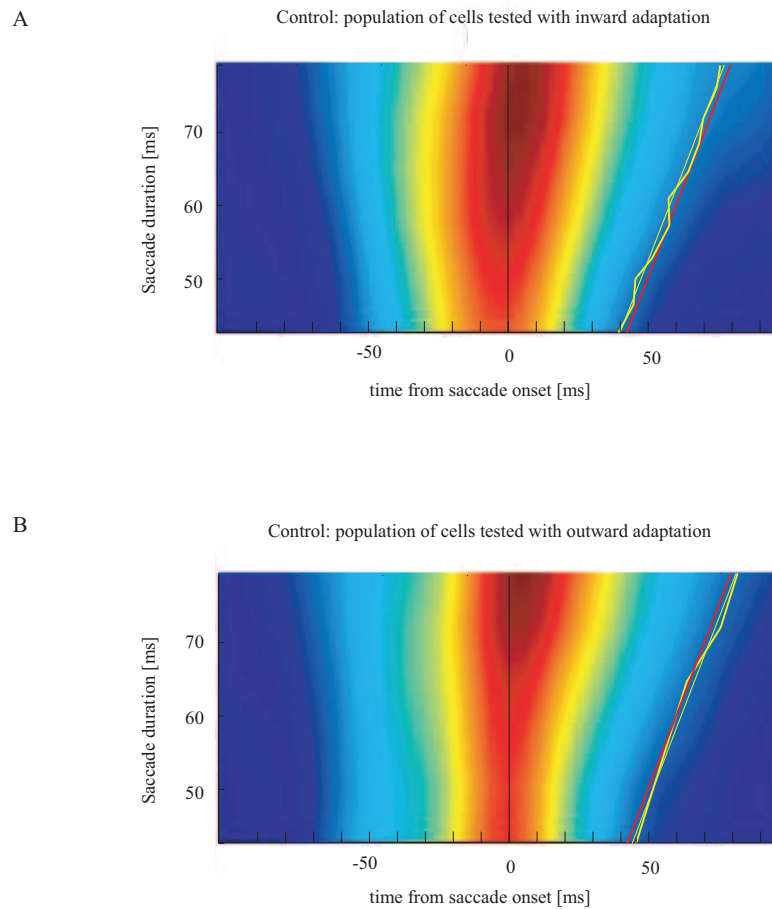 A
Control: population of cells tested with inward adaptation
Saccade duration [ms]
70
60
50
-50 0 50
time from saccade onset [ms]
B
Control: population of cells tested with outward adaptation
Saccade duration [ms]
70
60
50
-50 0 50
time from saccade onset [ms]